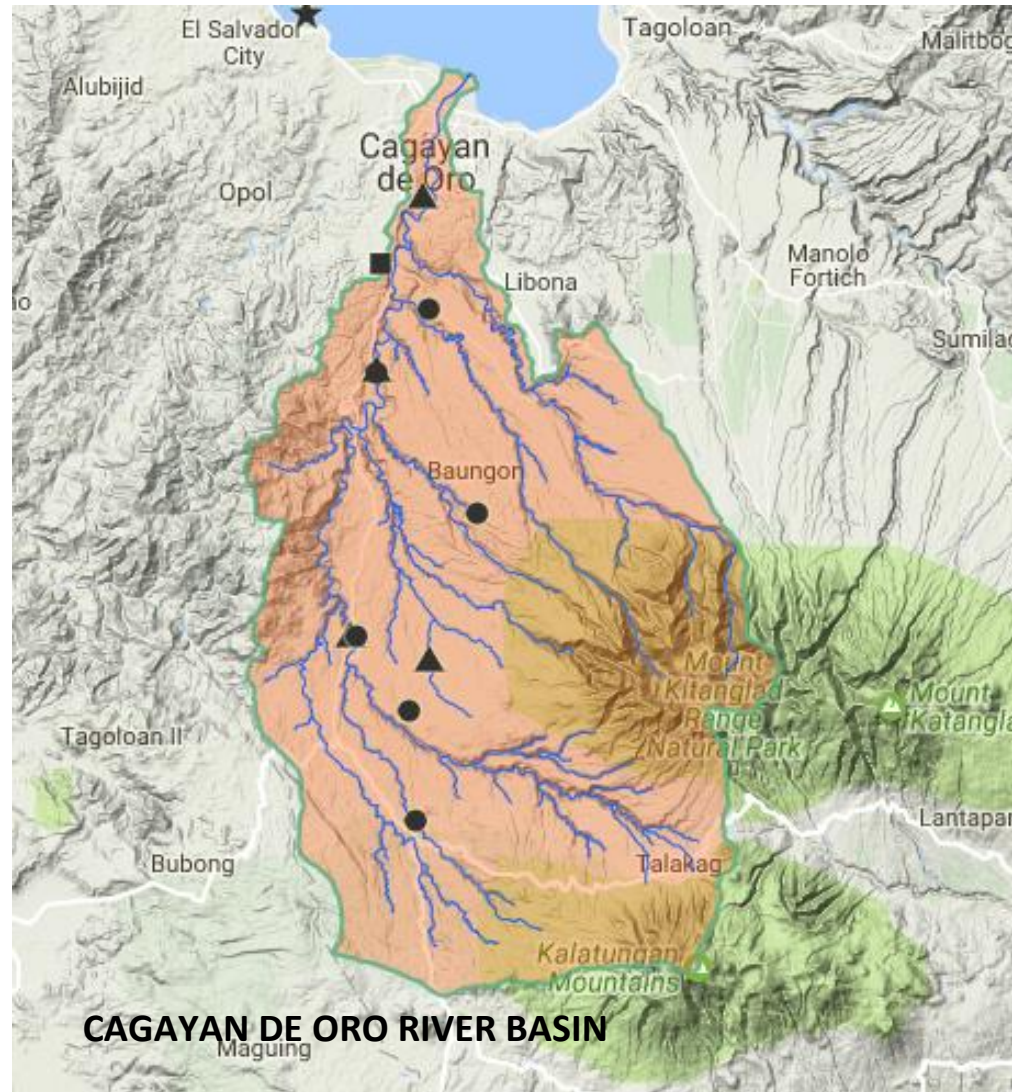 El Salvador
City
Tagoloan
Malitbog
Alubijid
Cagayan
de Oro
Opol
Manolo
Fortich
Libona
Sumilao
Baungon
Mount
Kitanglad
Range
Natural Park
Mount
Katangla
Tagoloan II
Lantapan
Bubong
Talakag
Kalatungan
Mountains
CAGAYAN DE ORO RIVER BASIN
Maguing